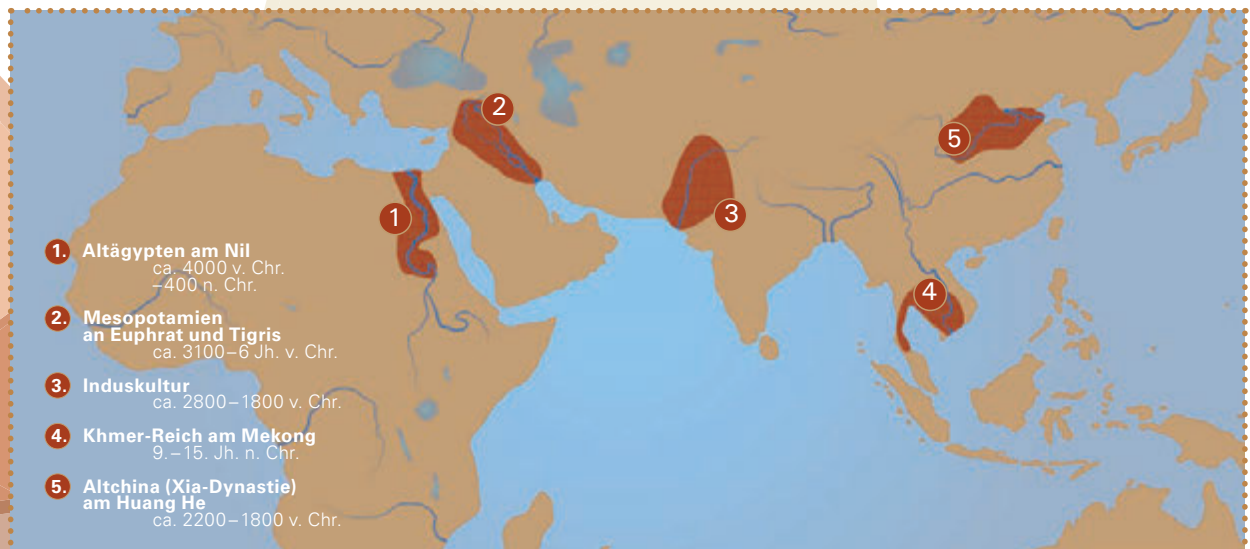 1. Altägypten am Nil
ca. 4000 v. Chr.
–400 n. Chr.
2. Mesopotamien
an Euphrat und Tigris
ca. 3100–6 Jh. v. Chr.
3. Induskultur
ca. 2800–1800 v. Chr.
4. Khmer-Reich am Mekong
9.–15. Jh. n. Chr.
5. Altchina (Xia-Dynastie)
am Huang He
ca. 2200–1800 v. Chr.
1
2
3
4
5